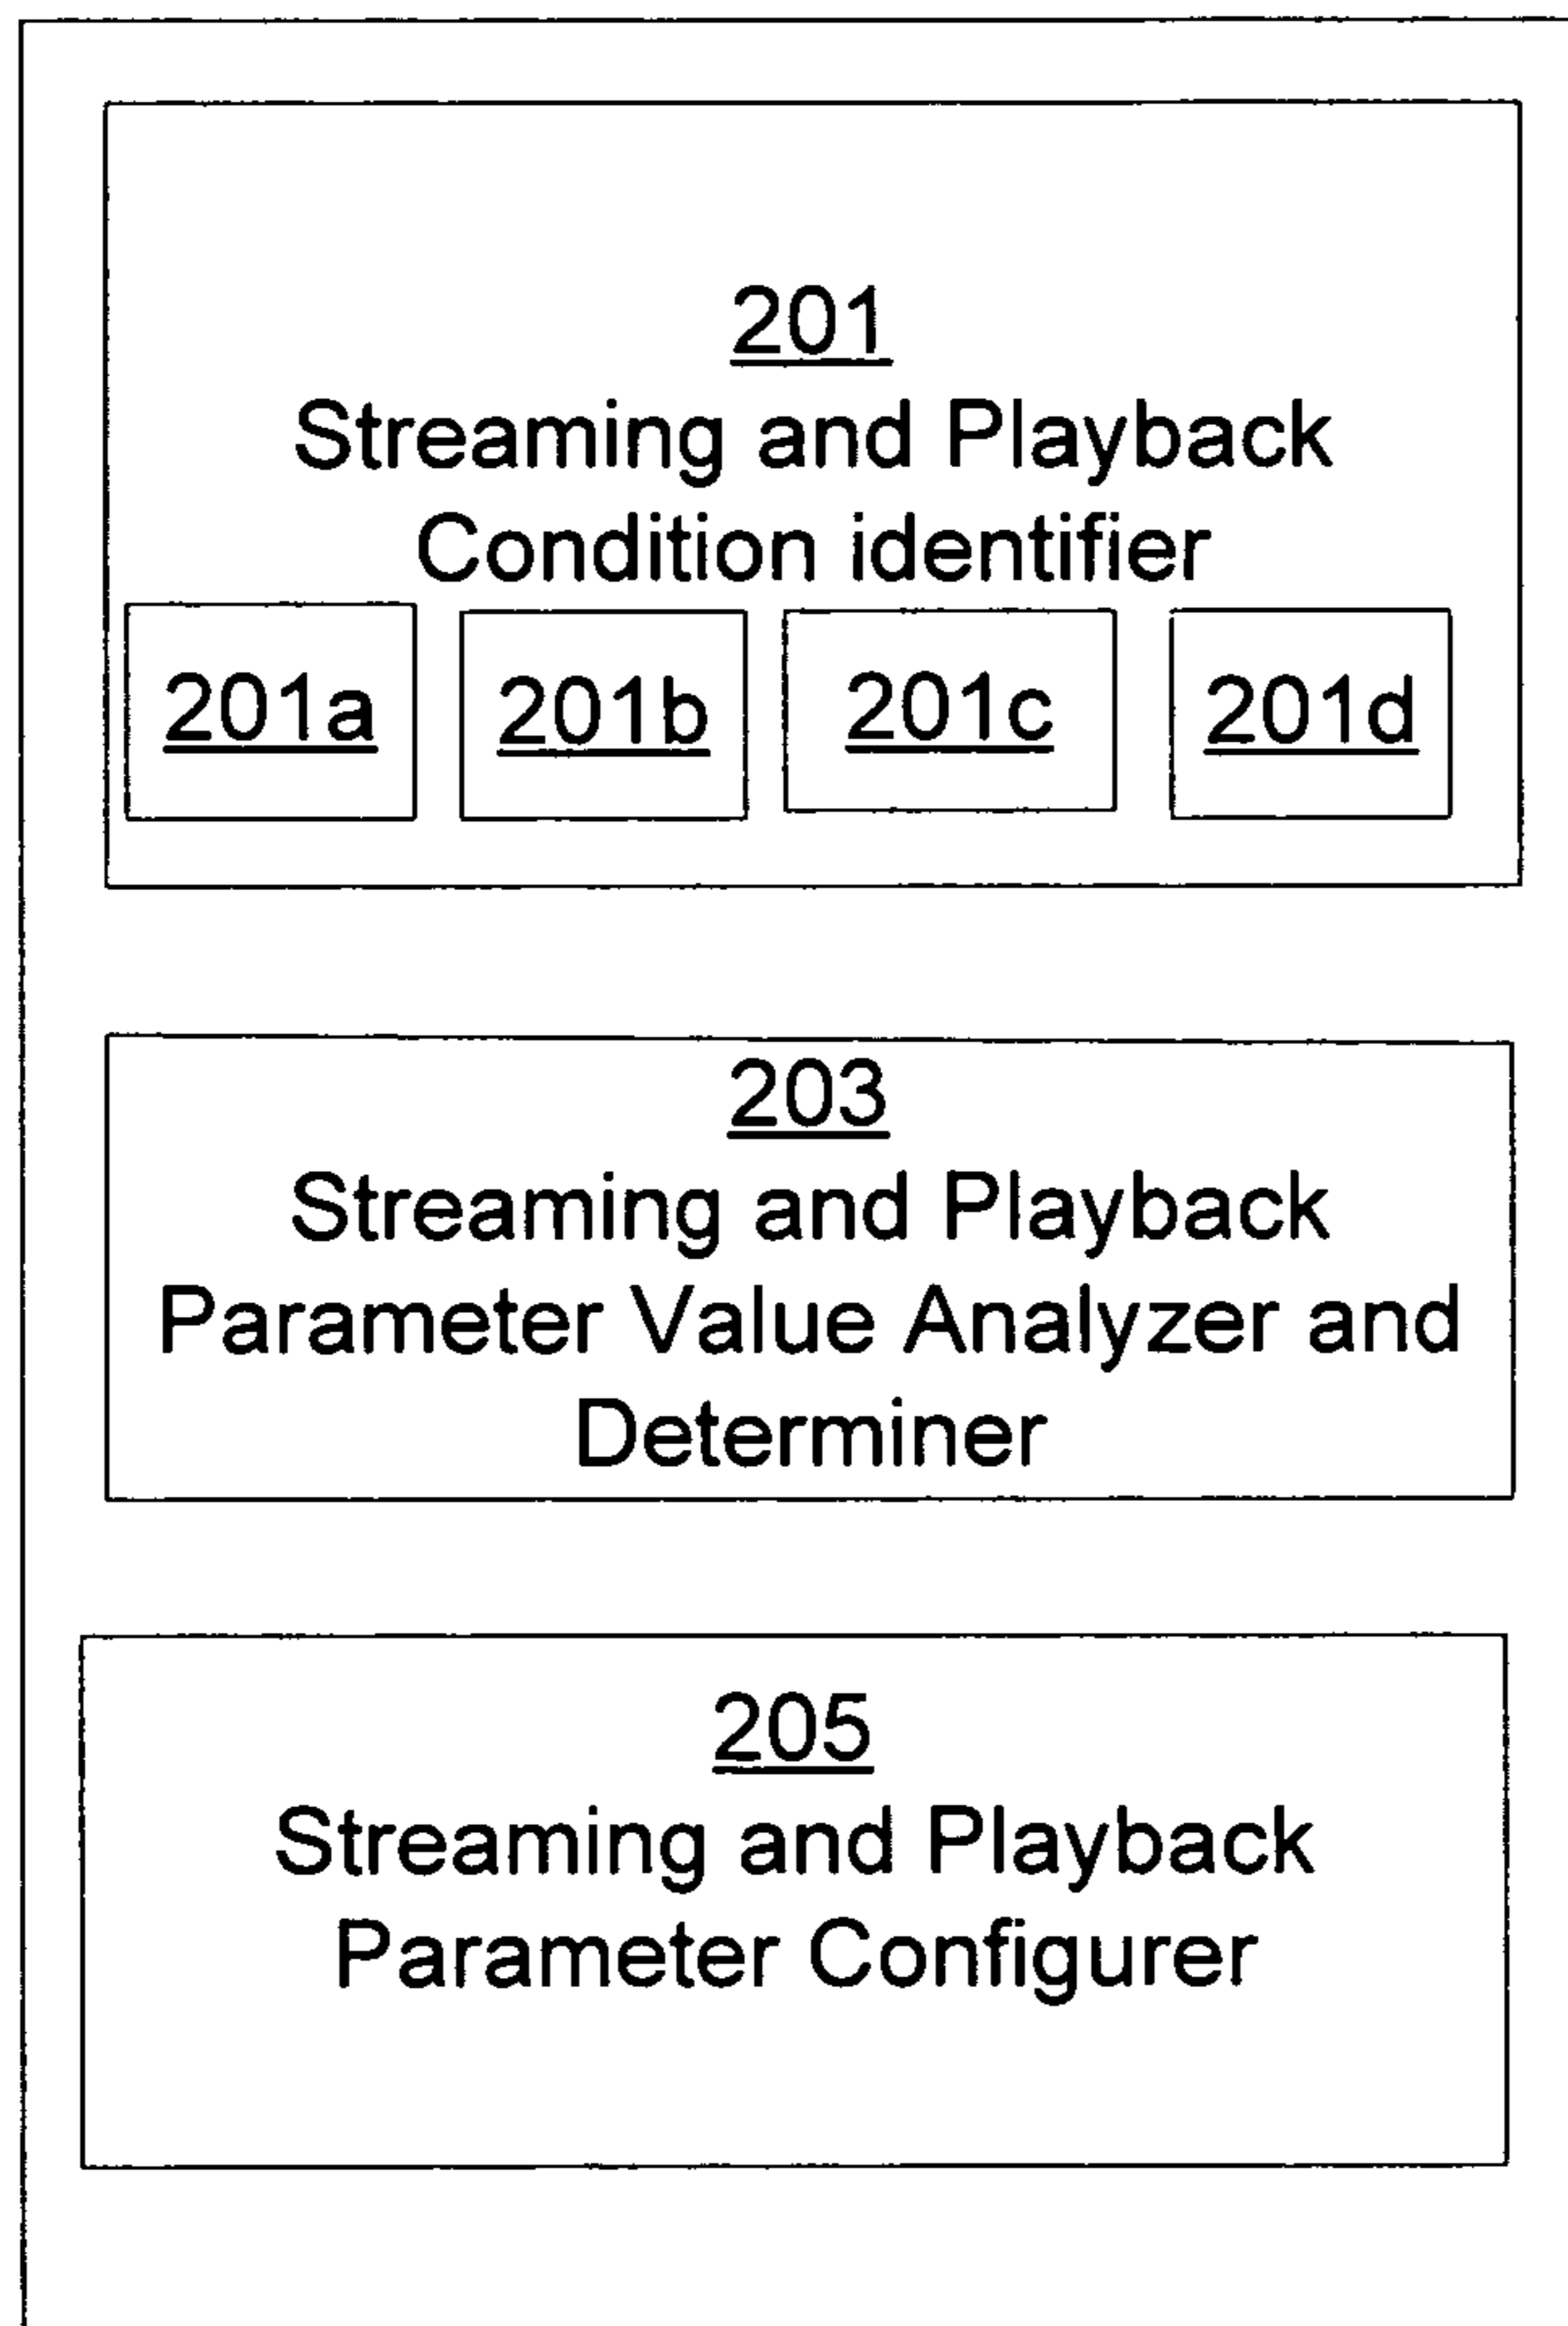 201
Streaming and Playback
Condition identifier
201a 201b 201c 201d
203
Streaming and Playback
Parameter Value Analyzer and
Determiner
205
Streaming and Playback
Parameter Configurer